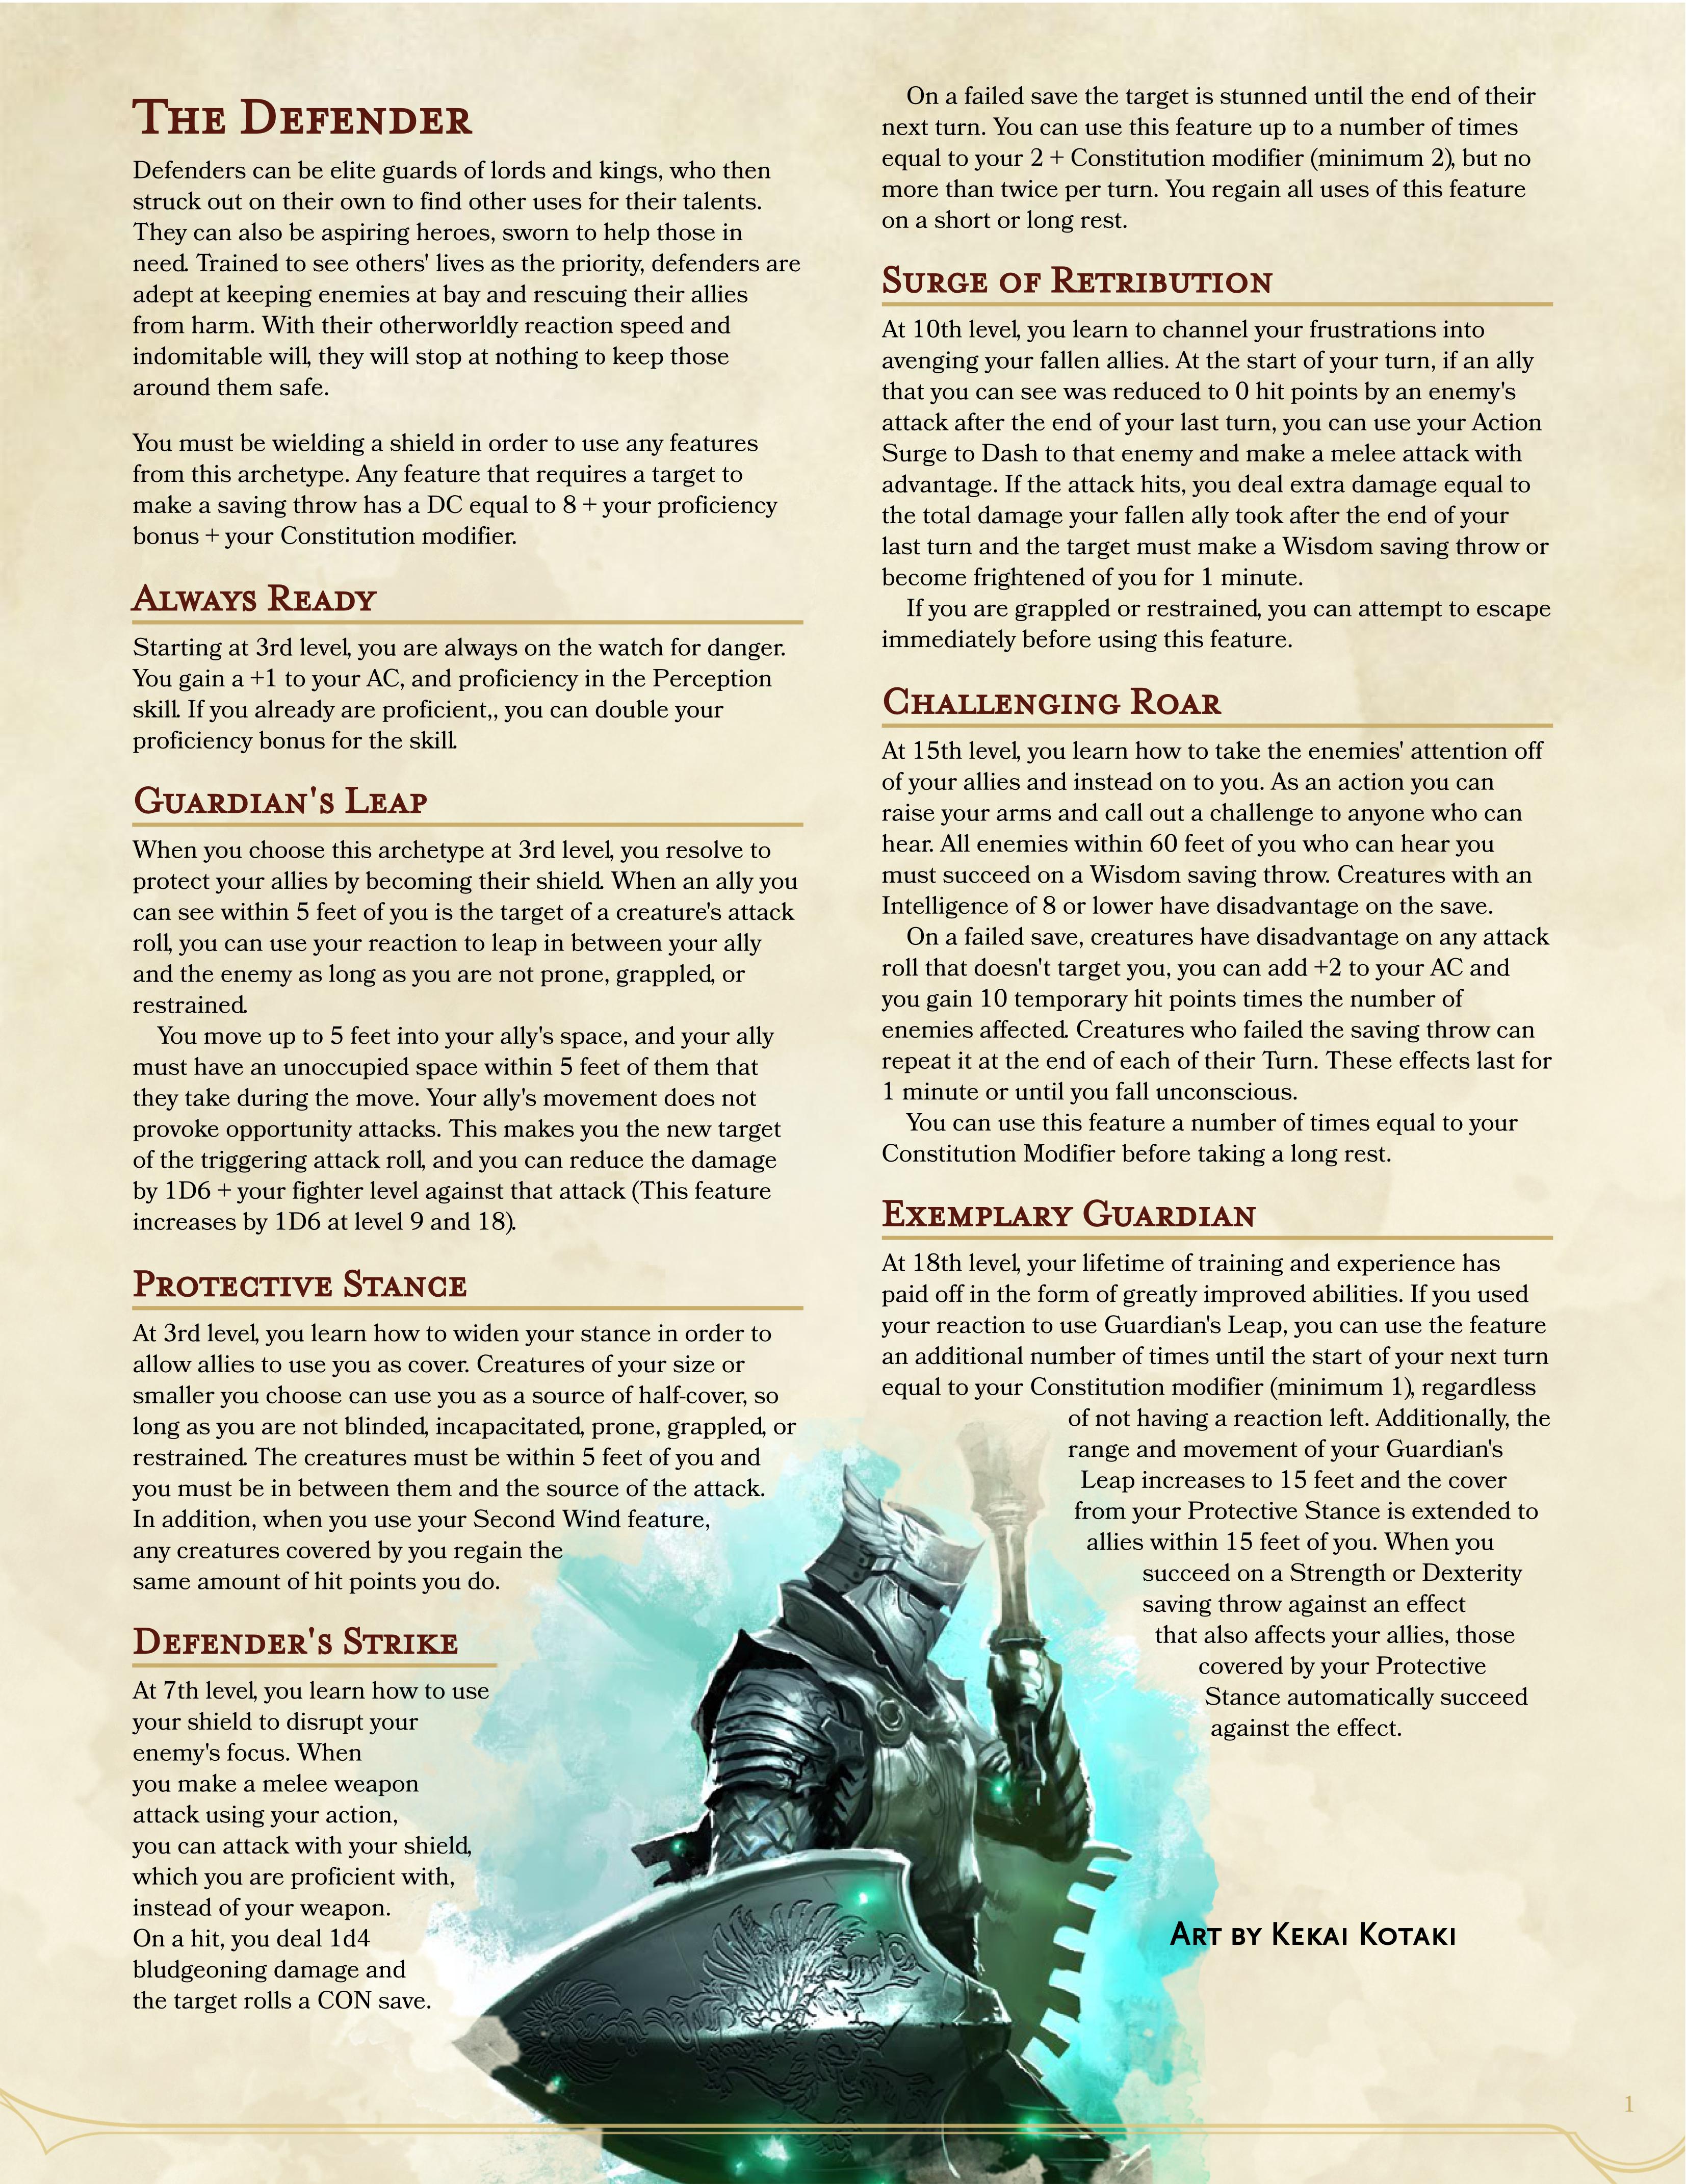 The Defender
Defenders can be elite guards of lords and kings, who then
struck out on their own to find other uses for their talents.
They can also be aspiring heroes, sworn to help those in
need. Trained to see others' lives as the priority, defenders are
adept at keeping enemies at bay and rescuing their allies
from harm. With their otherworldly reaction speed and
indomitable will, they will stop at nothing to keep those
around them safe.
You must be wielding a shield in order to use any features
from this archetype. Any feature that requires a target to
make a saving throw has a DC equal to 8 + your proficiency
bonus + your Constitution modifier.
Always Ready
Starting at 3rd level, you are always on the watch for danger.
You gain a +1 to your AC, and proficiency in the Perception
skill. If you already are proficient,, you can double your
proficiency bonus for the skill.
Guardian's Leap
When you choose this archetype at 3rd level, you resolve to
protect your allies by becoming their shield. When an ally you
can see within 5 feet of you is the target of a creature's attack
roll, you can use your reaction to leap in between your ally
and the enemy as long as you are not prone, grappled, or
restrained.
You move up to 5 feet into your ally's space, and your ally
must have an unoccupied space within 5 feet of them that
they take during the move. Your ally's movement does not
provoke opportunity attacks. This makes you the new target
of the triggering attack roll, and you can reduce the damage
by 1D6 + your fighter level against that attack (This feature
increases by 1D6 at level 9 and 18).
Protective Stance
At 3rd level, you learn how to widen your stance in order to
allow allies to use you as cover. Creatures of your size or
smaller you choose can use you as a source of half-cover, so
long as you are not blinded, incapacitated, prone, grappled, or
restrained. The creatures must be within 5 feet of you and
you must be in between them and the source of the attack.
In addition, when you use your Second Wind feature,
any creatures covered by you regain the
same amount of hit points you do.
Defender's Strike
At 7th level, you learn how to use
your shield to disrupt your
enemy's focus. When
you make a melee weapon
attack using your action,
you can attack with your shield,
which you are proficient with,
instead of your weapon.
On a hit, you deal 1d4
bludgeoning damage and
the target rolls a CON save.
On a failed save the target is stunned until the end of their
next turn. You can use this feature up to a number of times
equal to your 2 + Constitution modifier (minimum 2), but no
more than twice per turn. You regain all uses of this feature
on a short or long rest.
Surge of Retribution
At 10th level, you learn to channel your frustrations into
avenging your fallen allies. At the start of your turn, if an ally
that you can see was reduced to 0 hit points by an enemy's
attack after the end of your last turn, you can use your Action
Surge to Dash to that enemy and make a melee attack with
advantage. If the attack hits, you deal extra damage equal to
the total damage your fallen ally took after the end of your
last turn and the target must make a Wisdom saving throw or
become frightened of you for 1 minute.
If you are grappled or restrained, you can attempt to escape
immediately before using this feature.
Challenging Roar
At 15th level, you learn how to take the enemies' attention off
of your allies and instead on to you. As an action you can
raise your arms and call out a challenge to anyone who can
hear. All enemies within 60 feet of you who can hear you
must succeed on a Wisdom saving throw. Creatures with an
Intelligence of 8 or lower have disadvantage on the save.
On a failed save, creatures have disadvantage on any attack
roll that doesn't target you, you can add +2 to your AC and
you gain 10 temporary hit points times the number of
enemies affected. Creatures who failed the saving throw can
repeat it at the end of each of their Turn. These effects last for
1 minute or until you fall unconscious.
You can use this feature a number of times equal to your
Constitution Modifier before taking a long rest.
Exemplary Guardian
At 18th level, your lifetime of training and experience has
paid off in the form of greatly improved abilities. If you used
your reaction to use Guardian's Leap, you can use the feature
an additional number of times until the start of your next turn
equal to your Constitution modifier (minimum 1), regardless
of not having a reaction left. Additionally, the
range and movement of your Guardian's
Leap increases to 15 feet and the cover
from your Protective Stance is extended to
allies within 15 feet of you. When you
succeed on a Strength or Dexterity
saving throw against an effect
that also affects your allies, those
covered by your Protective
Stance automatically succeed
against the effect.
Art by Kekai Kotaki
1